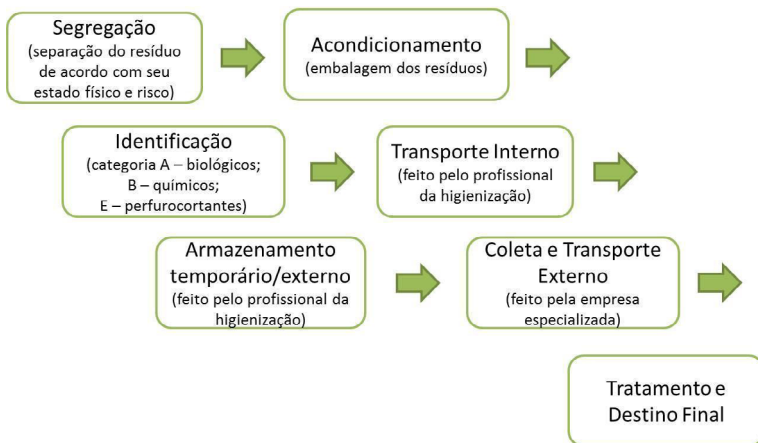 Segregação
(separação do resíduo
de acordo com seu
estado físico e risco)
Acondicionamento
(embalagem dos resíduos)
Identificação
(categoria A – biológicos;
B – químicos;
E – perfurocortantes)
Transporte Interno
(feito pelo profissional
da higienização)
Armazenamento
temporário/externo
(feito pelo profissional da
higienização)
Coleta e Transporte
Externo
(feito pela empresa
especializada)
Tratamento e
Destino Final